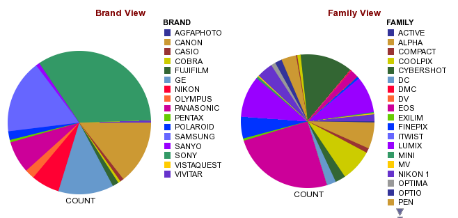 Brand View
BRAND
AGFAPHOTO
CANON
CASIO
COBRA
FUJIFILM
GE
NIKON
OLYMPUS
PANASONIC
PENTAX
POLAROID
SAMSUNG
SANYO
SONY
VISTAQUEST
VIVITAR
COUNT
Family View
FAMILY
ACTIVE
ALPHA
COMPACT
COOLPIX
CYBERSHOT
DC
DMC
DV
EOS
EXILIM
FINEPIX
ITWIST
LUMIX
MINI
MV
NIKON 1
OPTIMA
OPTIO
PEN
COUNT